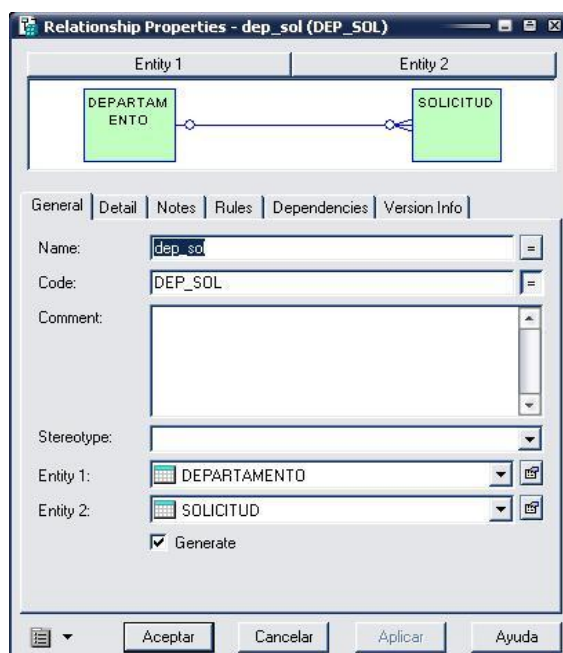 Relationship Properties - dep_sol (DEP_SOL)
Entity 1 Entity 2
DEPARTAM
ENTO
SOLICITUD
General Detail Notes Rules Dependencies Version Info
Name: dep_sol =
Code: DEP_SOL =
Comment:
Stereotype:
Entity 1: DEPARTAMENTO
Entity 2: SOLICITUD
Generate
Aceptar Cancelar Aplicar Ayuda